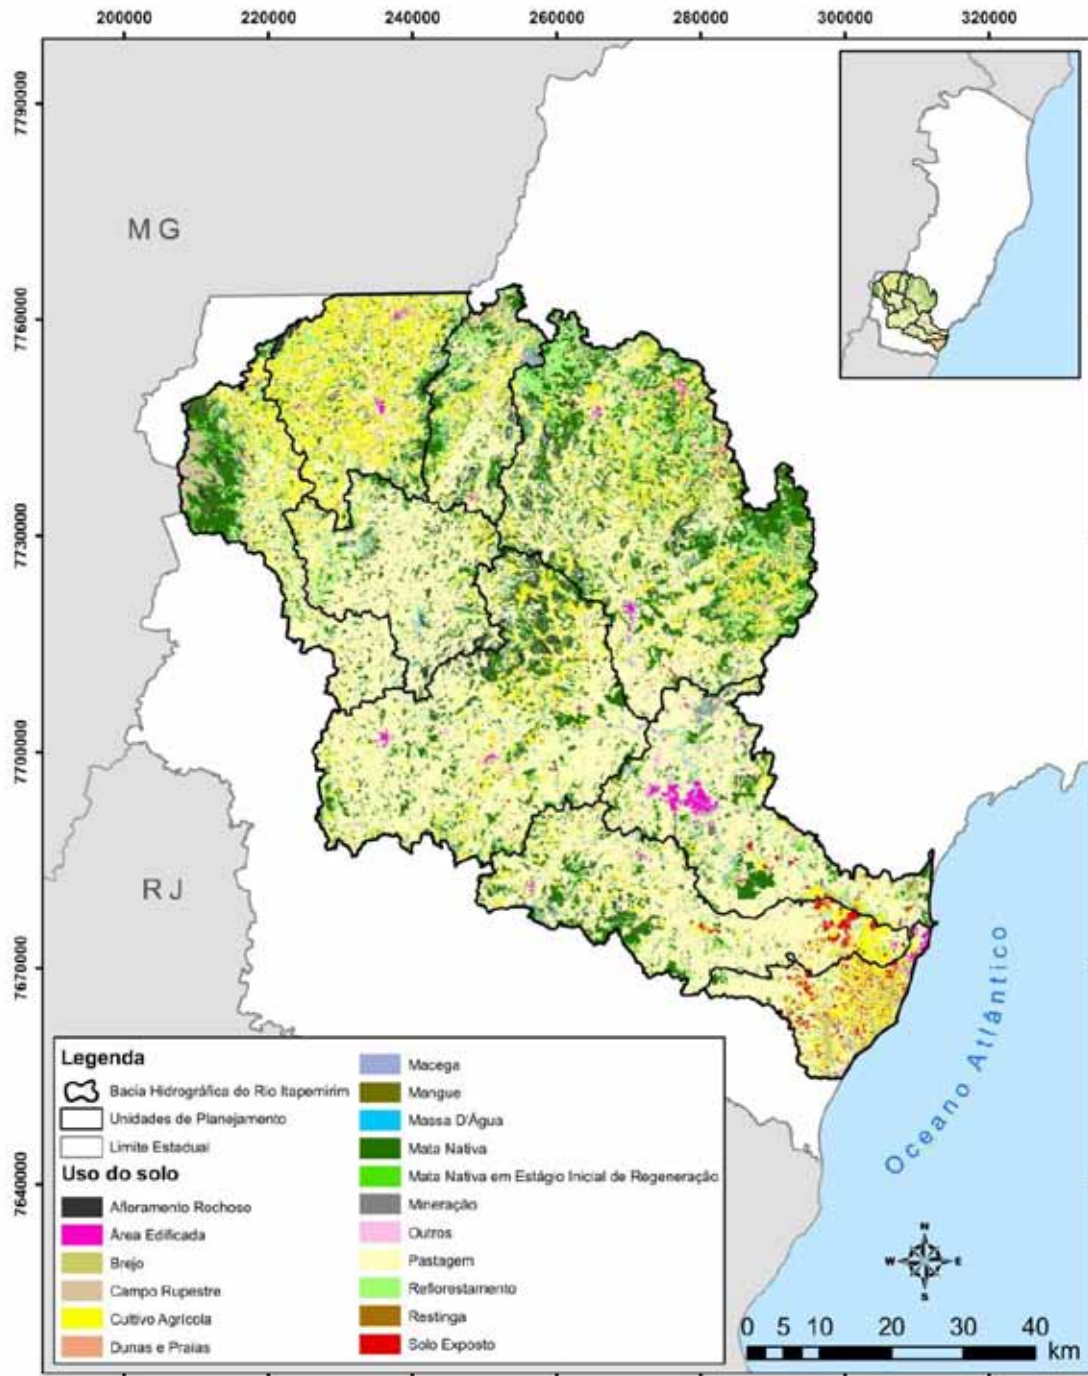 200000 220000 240000 260000 280000 300000 320000
7790000
7760000
7730000
7700000
7670000
7640000
MG
RJ
Oceano Atlântico
Legenda
Bacia Hidrográfica do Rio Itapemirim
Unidades de Planejamento
Limite Estadual
Uso do solo
Afloramento Rochoso
Área Edificada
Brejo
Campo Rupestre
Cultivo Agrícola
Dunas e Praias
Macega
Mangue
Massa D'Água
Mata Nativa
Mata Nativa em Estágio Inicial de Regeneração
Mineração
Outros
Pastagem
Reflorestamento
Restinga
Solo Exposto
N
W E
S
0 5 10 20 30 40
km